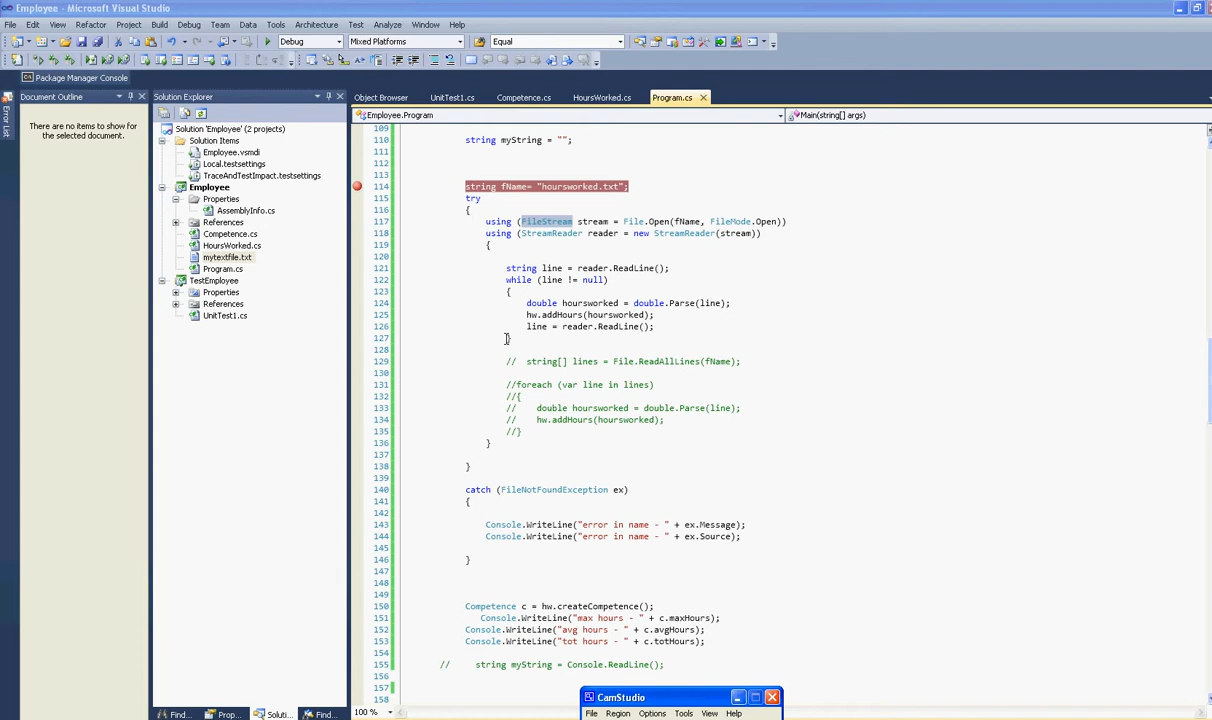 Employee - Microsoft Visual Studio
File Edit View Refactor Project Build Debug Team Data Tools Architecture Test Analyze Window Help
Debug Mixed Platforms Equal
Package Manager Console
Error List
Document Outline
There are no items to show
for the selected document.
Solution Explorer
Solution 'Employee' (2 projects)
Solution Items
Employee.vsmdi
Local.testsettings
TraceAndTestImpact.testsettings
Employee
Properties
AssemblyInfo.cs
References
Competence.cs
HoursWorked.cs
mytextfile.txt
Program.cs
TestEmployee
Properties
References
UnitTest1.cs
Find... Prop... Soluti... Find...
Object Browser UnitTest1.cs Competence.cs HoursWorked.cs Program.cs
Employee.Program Main(string[] args)
109
110 string myString = "";
111
112
113
114 string fName= "hoursworked.txt";
115 try
116 {
117 using (FileStream stream = File.Open(fName, FileMode.Open))
118 using (StreamReader reader = new StreamReader(stream))
119 {
120
121 string line = reader.ReadLine();
122 while (line != null)
123 {
124 double hoursworked = double.Parse(line);
125 hw.addHours(hoursworked);
126 line = reader.ReadLine();
127 }
128
129 // string[] lines = File.ReadAllLines(fName);
130
131 //foreach (var line in lines)
132 //{
133 // double hoursworked = double.Parse(line);
134 // hw.addHours(hoursworked);
135 //}
136 }
137
138 }
139
140 catch (FileNotFoundException ex)
141 {
142
143 Console.WriteLine("error in name - " + ex.Message);
144 Console.WriteLine("error in name - " + ex.Source);
145
146 }
147
148
149
150 Competence c = hw.createCompetence();
151 Console.WriteLine("max hours - " + c.maxHours);
152 Console.WriteLine("avg hours - " + c.avgHours);
153 Console.WriteLine("tot hours - " + c.totHours);
154
155 // string myString = Console.ReadLine();
156
157
158
100 %
CamStudio
File Region Options Tools View Help